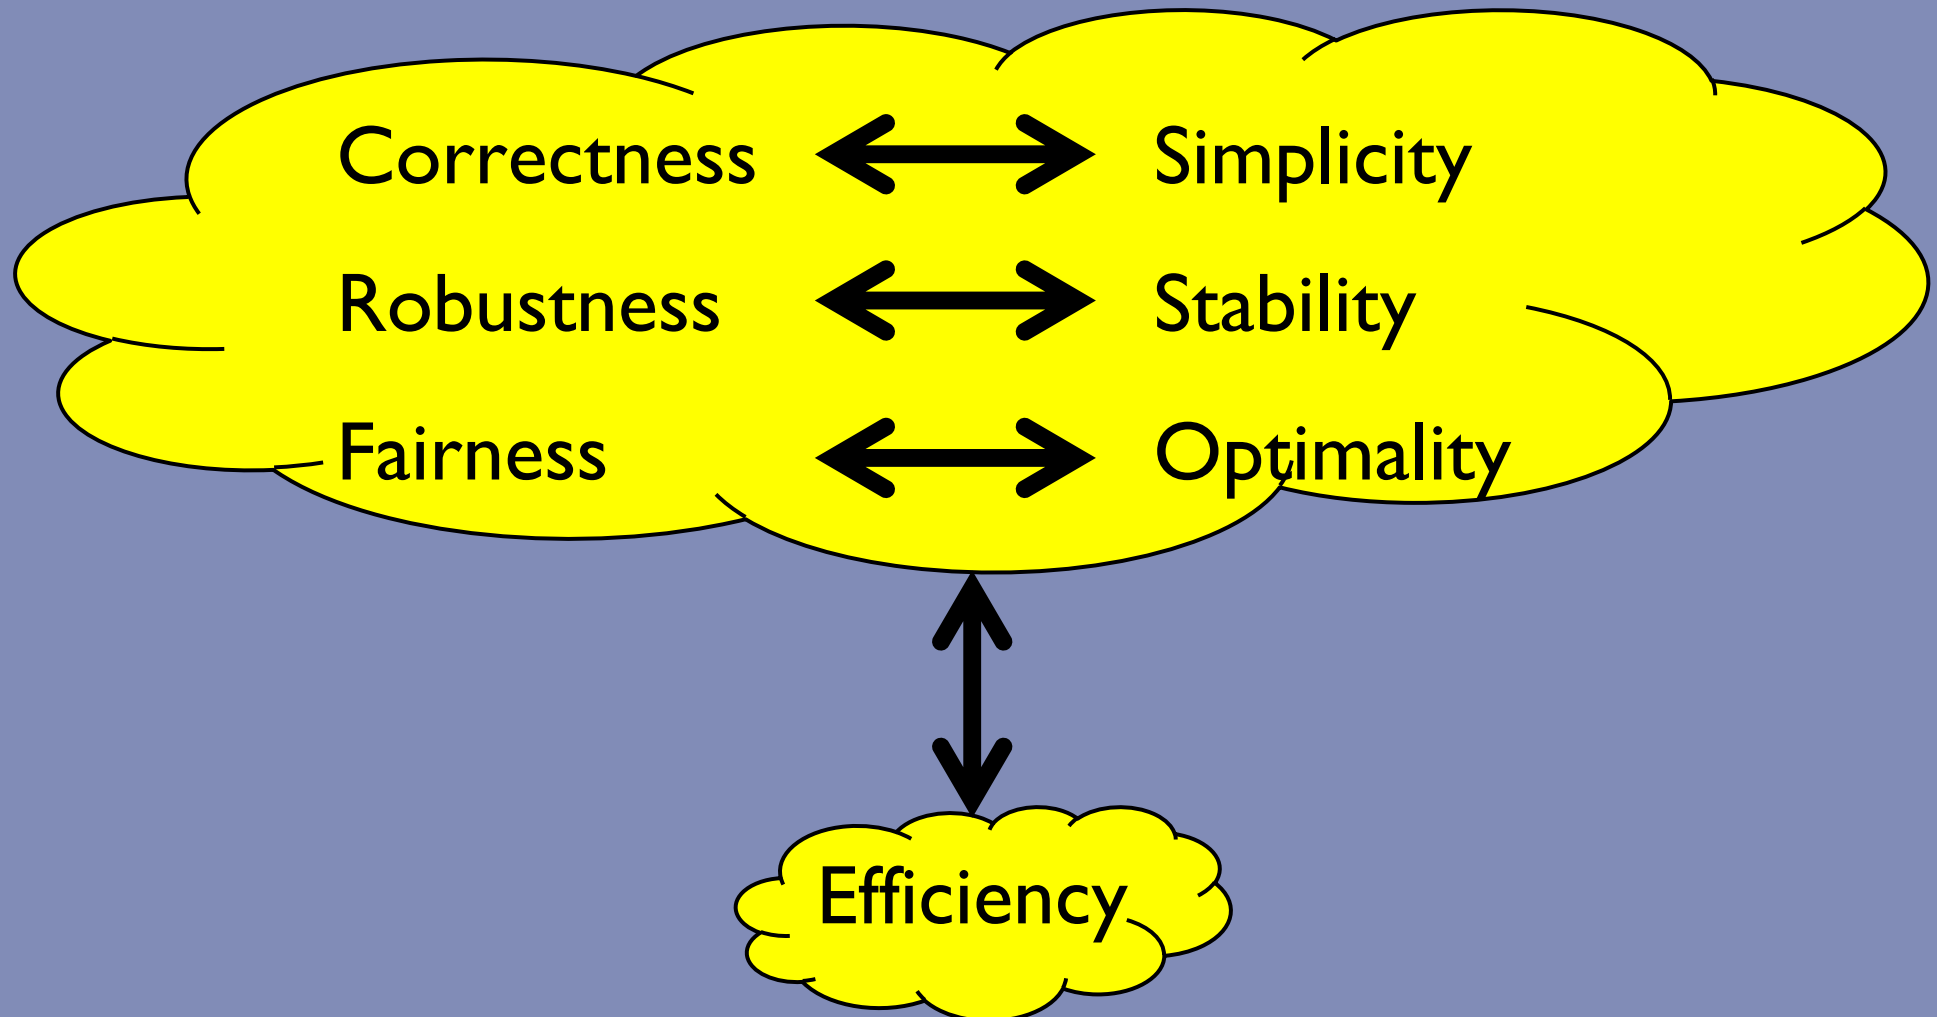 Correctness Simplicity
Robustness Stability
Fairness Optimality
Efficiency